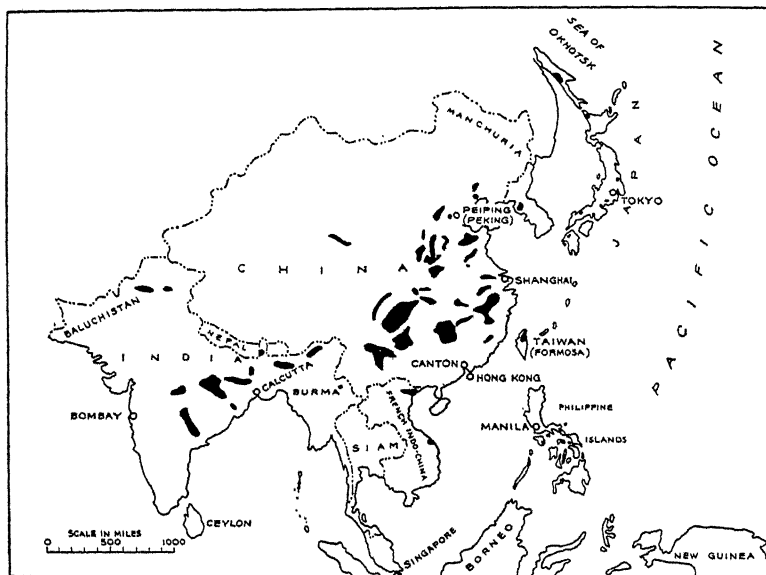 SEA OF
OKHOTSK
MANCHURIA
JAPAN
PACIFIC OCEAN
PEIPING
(PEKING)
TOKYO
CHINA
SHANGHAI
BALUCHISTAN
NEPAL
TAIWAN
(FORMOSA)
INDIA
CANTON
HONG KONG
CALCUTTA
BURMA
FRENCH INDO-CHINA
BOMBAY
PHILIPPINE
ISLANDS
MANILA
SIAM
CEYLON
SCALE IN MILES
0 500 1000
SINGAPORE
BORNEO
NEW GUINEA